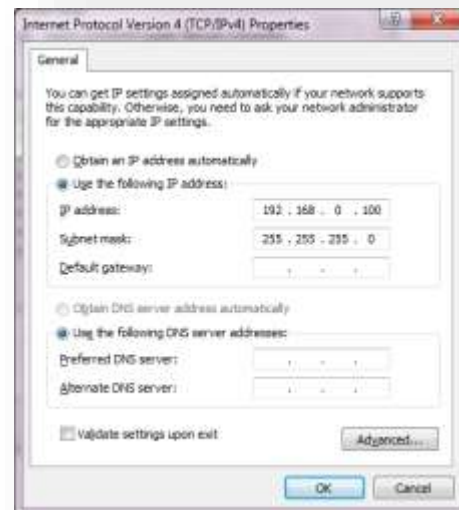 Internet Protocol Version 4 (TCP/IPv4) Properties
General
You can get IP settings assigned automatically if your network supports
this capability. Otherwise, you need to ask your network administrator
for the appropriate IP settings.
Obtain an IP address automatically
Use the following IP address:
IP address: 192 . 168 . 0 . 100
Subnet mask: 255 . 255 . 255 . 0
Default gateway: . . .
Obtain DNS server address automatically
Use the following DNS server addresses:
Preferred DNS server: . . .
Alternate DNS server: . . .
Validate settings upon exit
Advanced...
OK Cancel